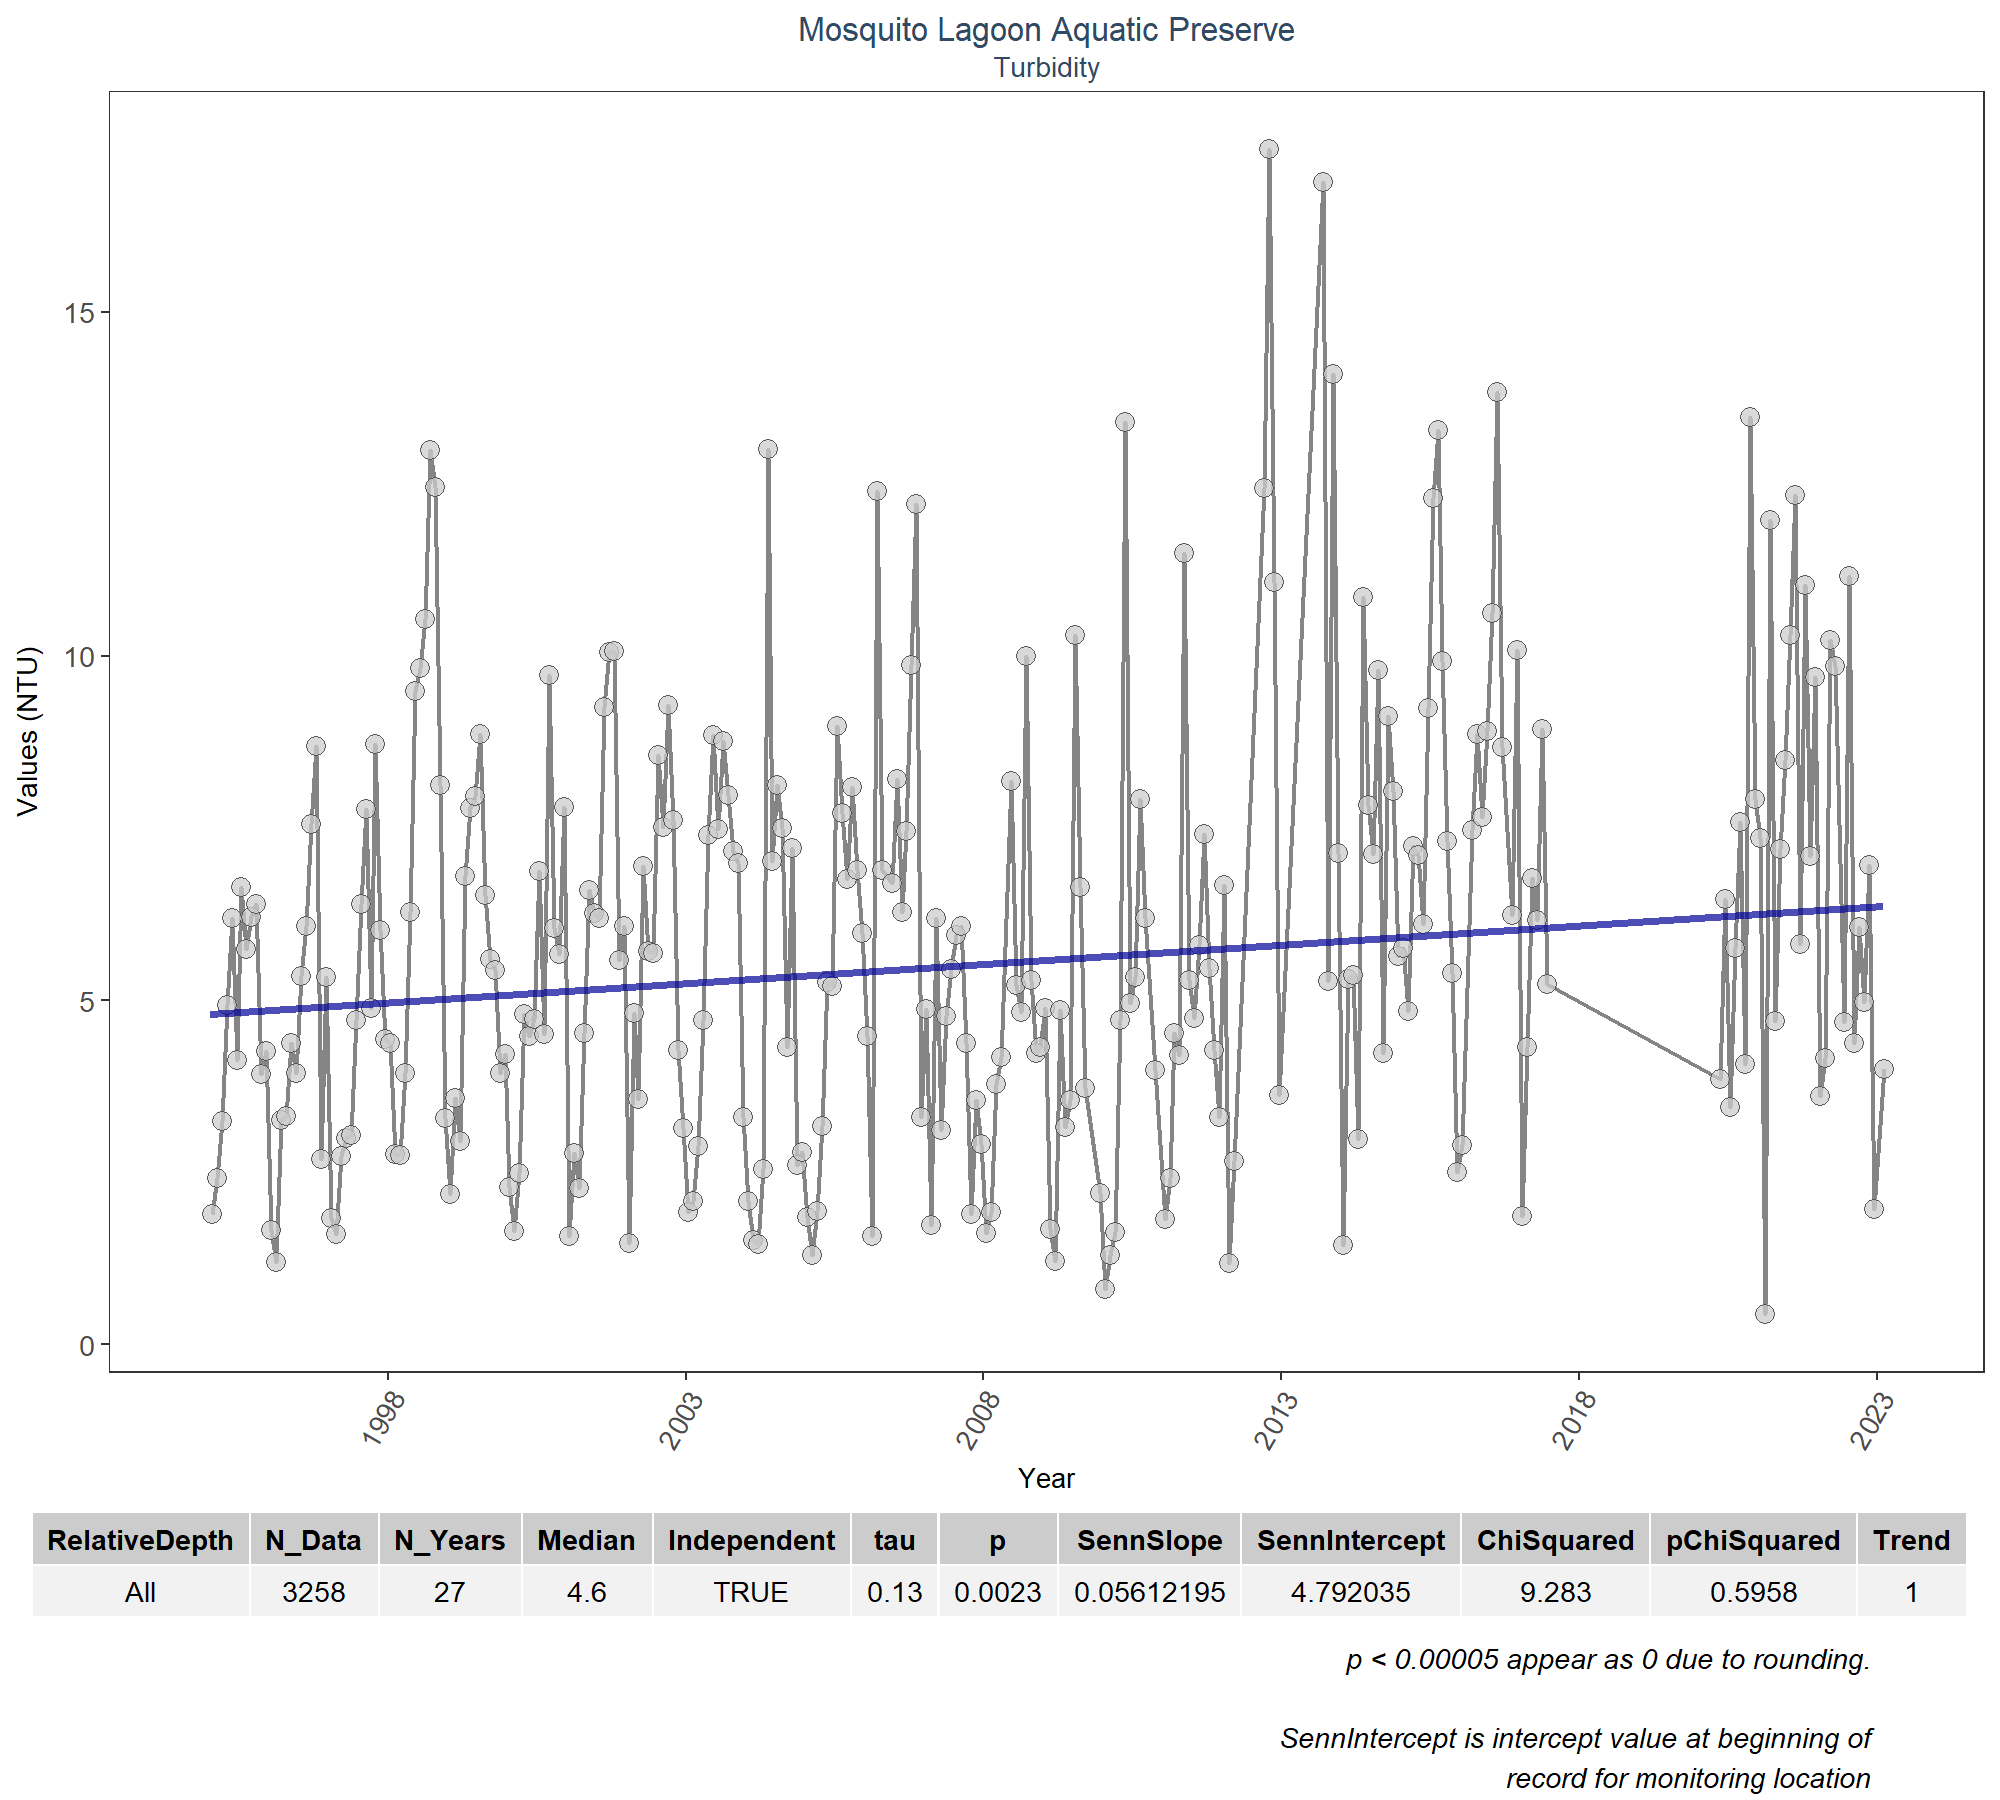 Mosquito Lagoon Aquatic Preserve
Turbidity
Values (NTU)
15
10
5
0
1998
2003
2008
2013
2018
2023
Year
RelativeDepth N_Data N_Years Median Independent tau p SennSlope SennIntercept ChiSquared pChiSquared Trend
All 3258 27 4.6 TRUE 0.13 0.0023 0.05612195 4.792035 9.283 0.5958 1
p < 0.00005 appear as 0 due to rounding.
SennIntercept is intercept value at beginning of
record for monitoring location